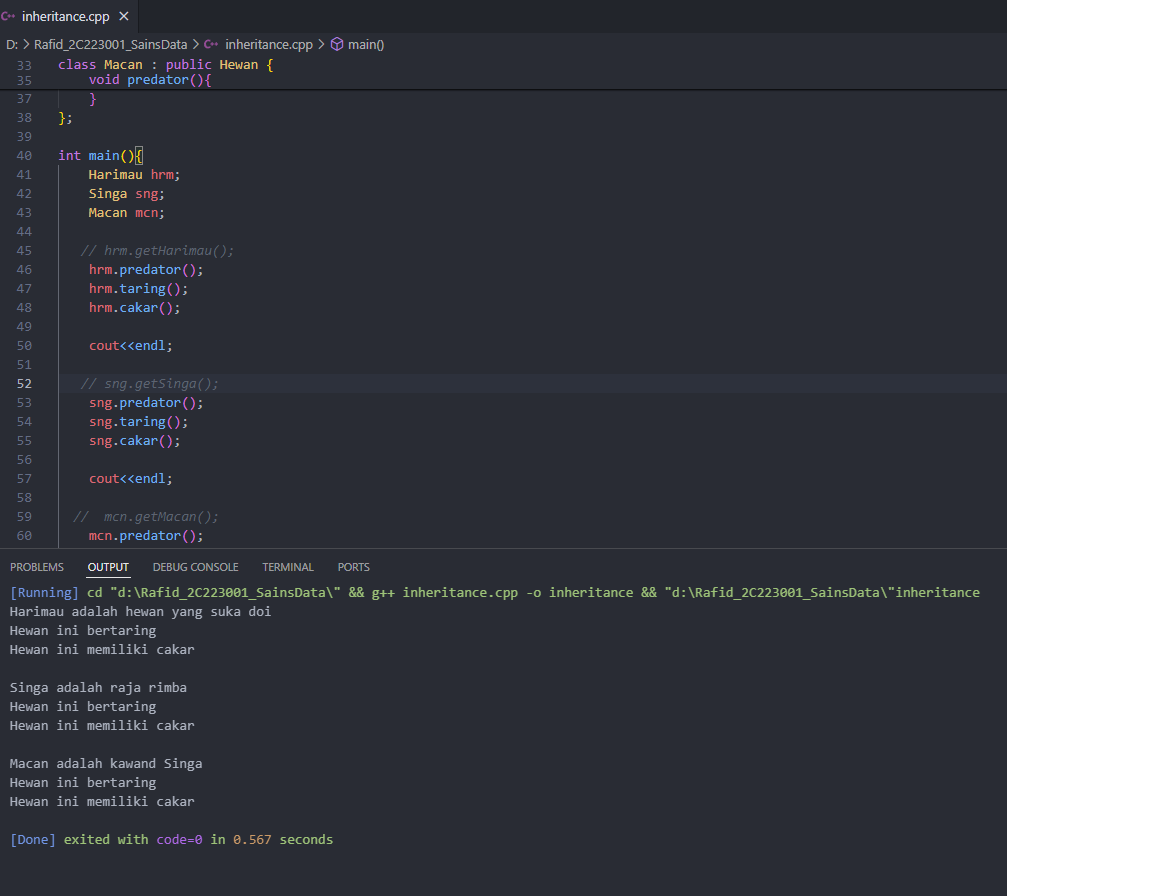 C++ inheritance.cpp ×
D: > Rafid_2C223001_SainsData > C++ inheritance.cpp > main()
33 class Macan : public Hewan {
35     void predator(){
37     }
38 };
39
40 int main(){
41     Harimau hrm;
42     Singa sng;
43     Macan mcn;
44
45    // hrm.getHarimau();
46     hrm.predator();
47     hrm.taring();
48     hrm.cakar();
49
50     cout<<endl;
51
52    // sng.getSinga();
53     sng.predator();
54     sng.taring();
55     sng.cakar();
56
57     cout<<endl;
58
59   //  mcn.getMacan();
60     mcn.predator();
PROBLEMS OUTPUT DEBUG CONSOLE TERMINAL PORTS
[Running] cd "d:\Rafid_2C223001_SainsData\" && g++ inheritance.cpp -o inheritance && "d:\Rafid_2C223001_SainsData\"inheritance
Harimau adalah hewan yang suka doi
Hewan ini bertaring
Hewan ini memiliki cakar

Singa adalah raja rimba
Hewan ini bertaring
Hewan ini memiliki cakar

Macan adalah kawand Singa
Hewan ini bertaring
Hewan ini memiliki cakar

[Done] exited with code=0 in 0.567 seconds